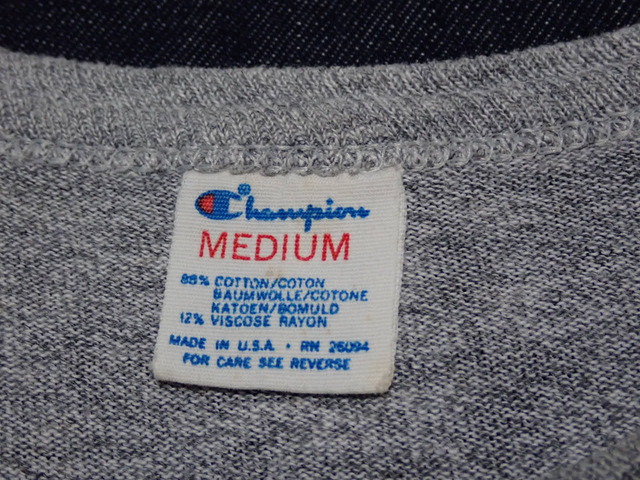 Champion®
MEDIUM
88% COTTON/COTON
BAUMWOLLE/COTONE
KATOEN/BOMULD
12% VISCOSE RAYON
MADE IN U.S.A. • RN 26094
FOR CARE SEE REVERSE